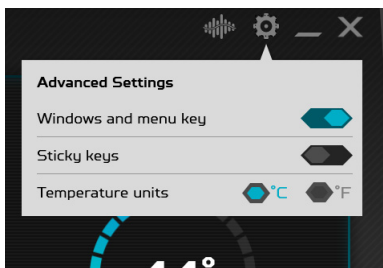 Advanced Settings
Windows and menu key
Sticky keys
Temperature units °C °F